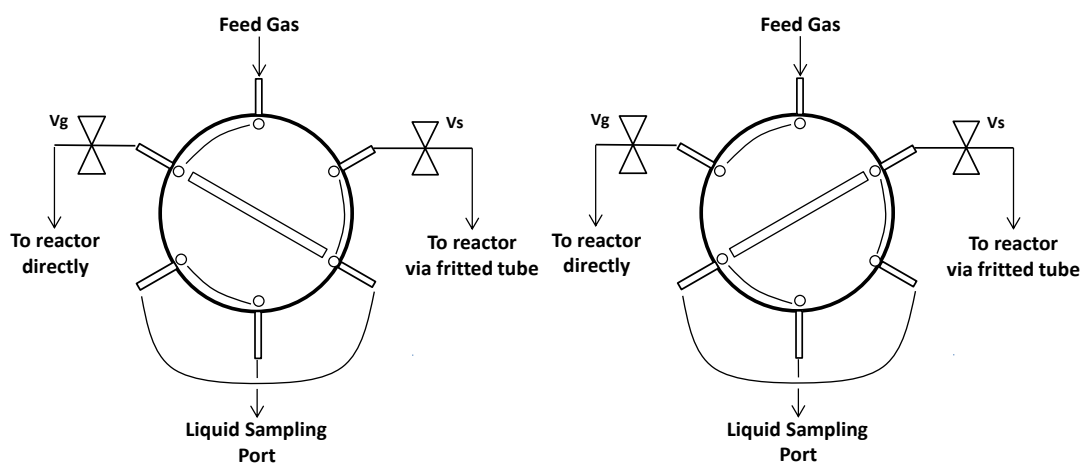 Feed Gas
Vg
Vs
To reactor
directly
To reactor
via fritted tube
Liquid Sampling
Port
Feed Gas
Vg
Vs
To reactor
directly
To reactor
via fritted tube
Liquid Sampling
Port